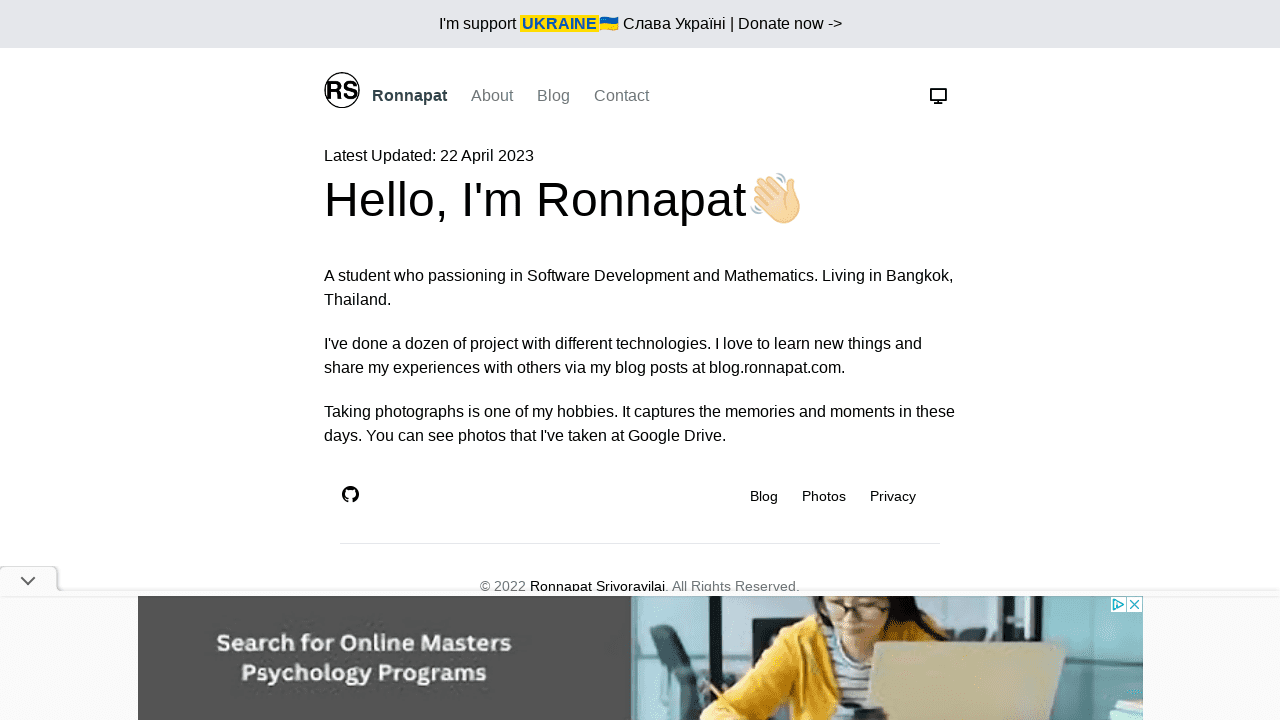 I'm support UKRAINE🇺🇦 Слава Україні | Donate now ->
RS Ronnapat About Blog Contact
Latest Updated: 22 April 2023
Hello, I'm Ronnapat👋🏼
A student who passioning in Software Development and Mathematics. Living in Bangkok,
Thailand.
I've done a dozen of project with different technologies. I love to learn new things and
share my experiences with others via my blog posts at blog.ronnapat.com.
Taking photographs is one of my hobbies. It captures the memories and moments in these
days. You can see photos that I've taken at Google Drive.
Blog Photos Privacy
© 2022 Ronnapat Srivoravilai. All Rights Reserved.
Search for Online Masters
Psychology Programs